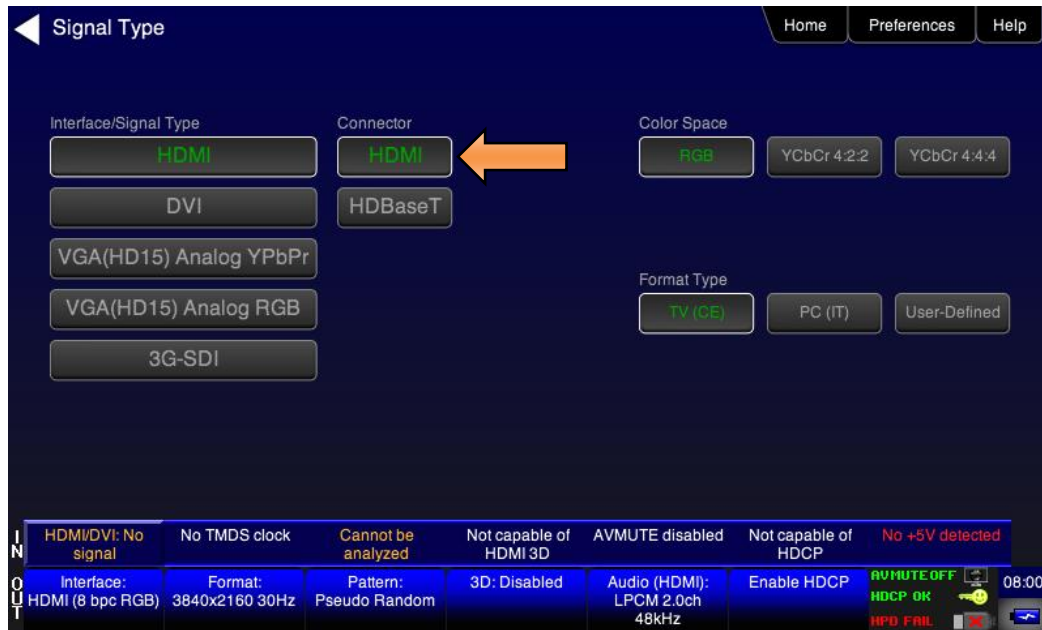 Signal Type
Home
Preferences
Help
Interface/Signal Type
Connector
Color Space
HDMI
HDMI
RGB
YCbCr 4:2:2
YCbCr 4:4:4
DVI
HDBaseT
VGA(HD15) Analog YPbPr
Format Type
VGA(HD15) Analog RGB
TV (CE)
PC (IT)
User-Defined
3G-SDI
IN
HDMI/DVI: No
signal
No TMDS clock
Cannot be
analyzed
Not capable of
HDMI 3D
AVMUTE disabled
Not capable of
HDCP
No +5V detected
OUT
Interface:
HDMI (8 bpc RGB)
Format:
3840x2160 30Hz
Pattern:
Pseudo Random
3D: Disabled
Audio (HDMI):
LPCM 2.0ch
48kHz
Enable HDCP
AVMUTE OFF
HDCP OK
HPD FAIL
08:00